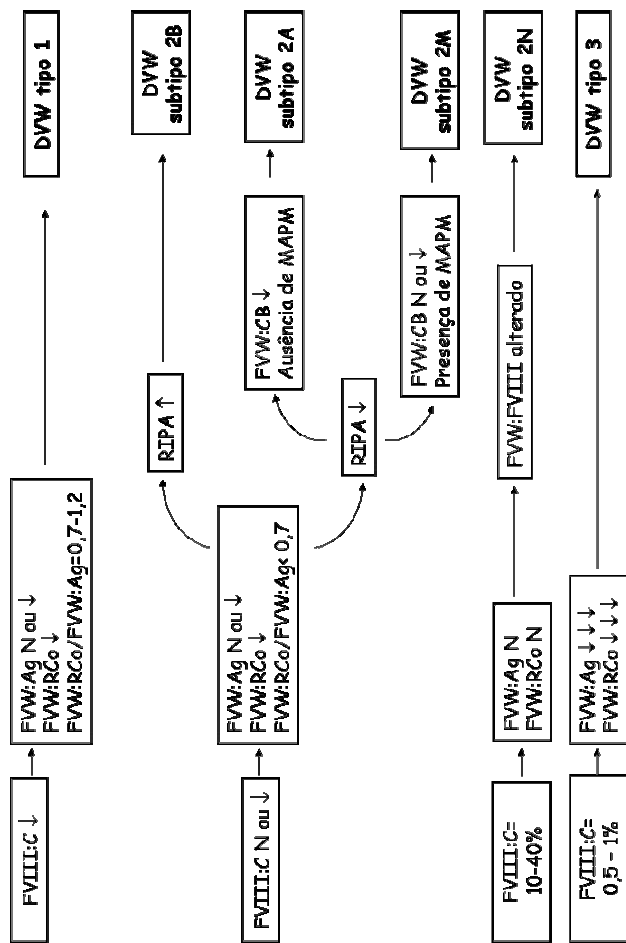 FVIII:C ↓
FVW:Ag N ou ↓
FVW:RCo ↓
FVW:RCo/FVW:Ag=0,7-1,2
DVW tipo 1
FVIII:C N ou ↓
FVW:Ag N ou ↓
FVW:RCo ↓
FVW:RCo/FVW:Ag< 0,7
RIPA ↑
DVW
subtipo 2B
RIPA ↓
FVW:CB ↓
Ausência de MAPM
DVW
subtipo 2A
FVW:CB N ou ↓
Presença de MAPM
DVW
subtipo 2M
FVIII:C=
10-40%
FVW:Ag N
FVW:RCo N
FVW:FVIII alterado
DVW
subtipo 2N
FVIII:C=
0,5 - 1%
FVW:Ag ↓↓↓
FVW:RCo ↓↓↓
DVW tipo 3